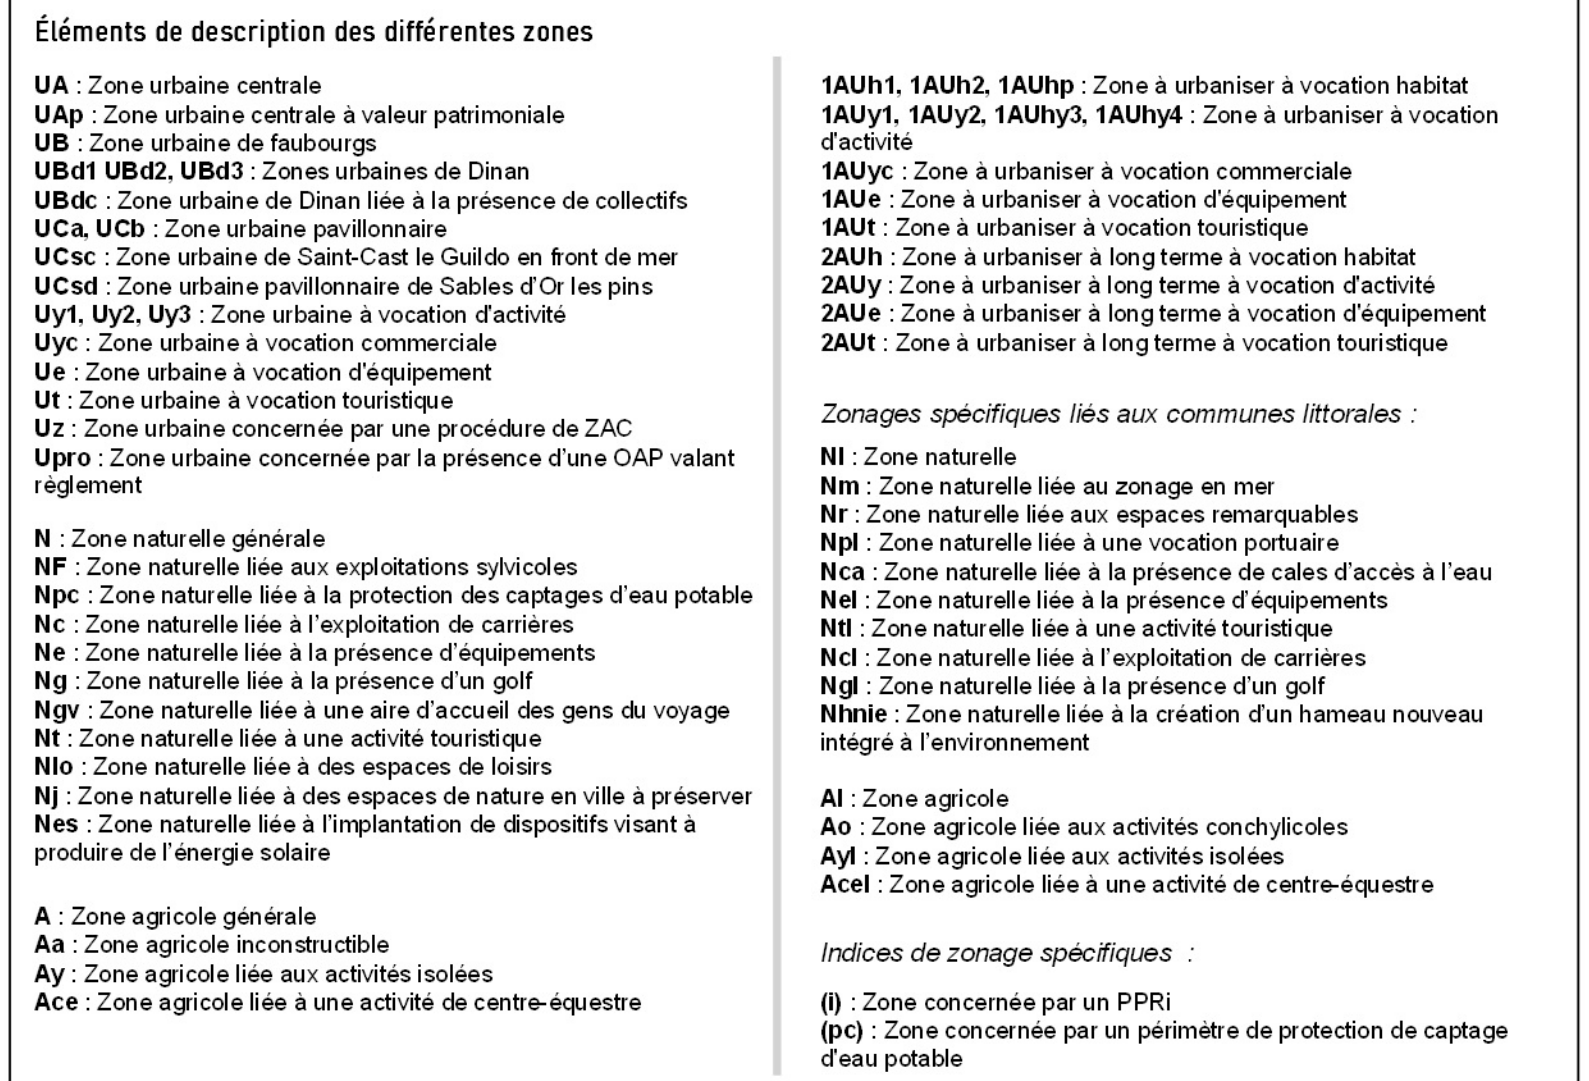 Éléments de description des différentes zones
UA : Zone urbaine centrale
UAp : Zone urbaine centrale à valeur patrimoniale
UB : Zone urbaine de faubourgs
UBd1 UBd2, UBd3 : Zones urbaines de Dinan
UBdc : Zone urbaine de Dinan liée à la présence de collectifs
UCa, UCb : Zone urbaine pavillonnaire
UCsc : Zone urbaine de Saint-Cast le Guildo en front de mer
UCsd : Zone urbaine pavillonnaire de Sables d'Or les pins
Uy1, Uy2, Uy3 : Zone urbaine à vocation d'activité
Uyc : Zone urbaine à vocation commerciale
Ue : Zone urbaine à vocation d'équipement
Ut : Zone urbaine à vocation touristique
Uz : Zone urbaine concernée par une procédure de ZAC
Upro : Zone urbaine concernée par la présence d'une OAP valant
règlement
N : Zone naturelle générale
NF : Zone naturelle liée aux exploitations sylvicoles
Npc : Zone naturelle liée à la protection des captages d'eau potable
Nc : Zone naturelle liée à l'exploitation de carrières
Ne : Zone naturelle liée à la présence d'équipements
Ng : Zone naturelle liée à la présence d'un golf
Ngv : Zone naturelle liée à une aire d'accueil des gens du voyage
Nt : Zone naturelle liée à une activité touristique
Nlo : Zone naturelle liée à des espaces de loisirs
Nj : Zone naturelle liée à des espaces de nature en ville à préserver
Nes : Zone naturelle liée à l'implantation de dispositifs visant à
produire de l'énergie solaire
A : Zone agricole générale
Aa : Zone agricole inconstructible
Ay : Zone agricole liée aux activités isolées
Ace : Zone agricole liée à une activité de centre-équestre
1AUh1, 1AUh2, 1AUhp : Zone à urbaniser à vocation habitat
1AUy1, 1AUy2, 1AUhy3, 1AUhy4 : Zone à urbaniser à vocation
d'activité
1AUyc : Zone à urbaniser à vocation commerciale
1AUe : Zone à urbaniser à vocation d'équipement
1AUt : Zone à urbaniser à vocation touristique
2AUh : Zone à urbaniser à long terme à vocation habitat
2AUy : Zone à urbaniser à long terme à vocation d'activité
2AUe : Zone à urbaniser à long terme à vocation d'équipement
2AUt : Zone à urbaniser à long terme à vocation touristique
Zonages spécifiques liés aux communes littorales :
Nl : Zone naturelle
Nm : Zone naturelle liée au zonage en mer
Nr : Zone naturelle liée aux espaces remarquables
Npl : Zone naturelle liée à une vocation portuaire
Nca : Zone naturelle liée à la présence de cales d'accès à l'eau
Nel : Zone naturelle liée à la présence d'équipements
Ntl : Zone naturelle liée à une activité touristique
Ncl : Zone naturelle liée à l'exploitation de carrières
Ngl : Zone naturelle liée à la présence d'un golf
Nhnie : Zone naturelle liée à la création d'un hameau nouveau
intégré à l'environnement
Al : Zone agricole
Ao : Zone agricole liée aux activités conchylicoles
Ayl : Zone agricole liée aux activités isolées
Acel : Zone agricole liée à une activité de centre-équestre
Indices de zonage spécifiques :
(i) : Zone concernée par un PPRi
(pc) : Zone concernée par un périmètre de protection de captage
d'eau potable